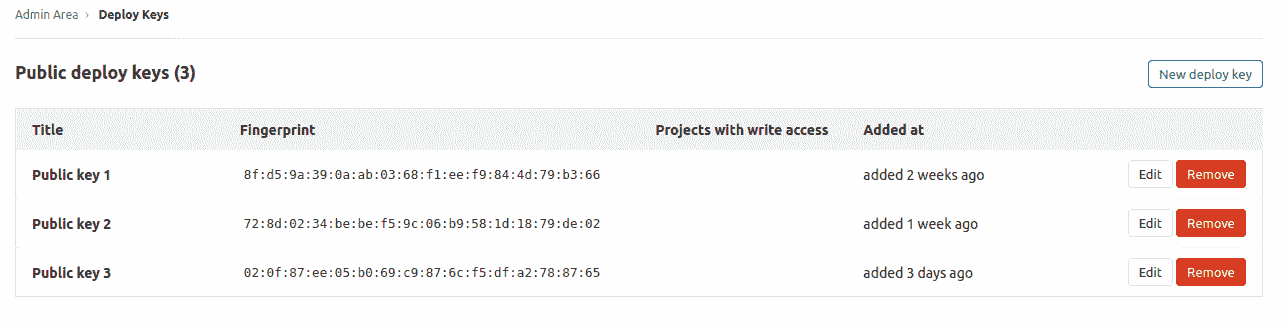 Admin Area › Deploy Keys
Public deploy keys (3)
New deploy key
Title Fingerprint Projects with write access Added at
Public key 1 8f:d5:9a:39:0a:ab:03:68:f1:ee:f9:84:4d:79:b3:66 added 2 weeks ago Edit Remove
Public key 2 72:8d:02:34:be:be:f5:9c:06:b9:58:1d:18:79:de:02 added 1 week ago Edit Remove
Public key 3 02:0f:87:ee:05:b0:69:c9:87:6c:f5:df:a2:78:87:65 added 3 days ago Edit Remove